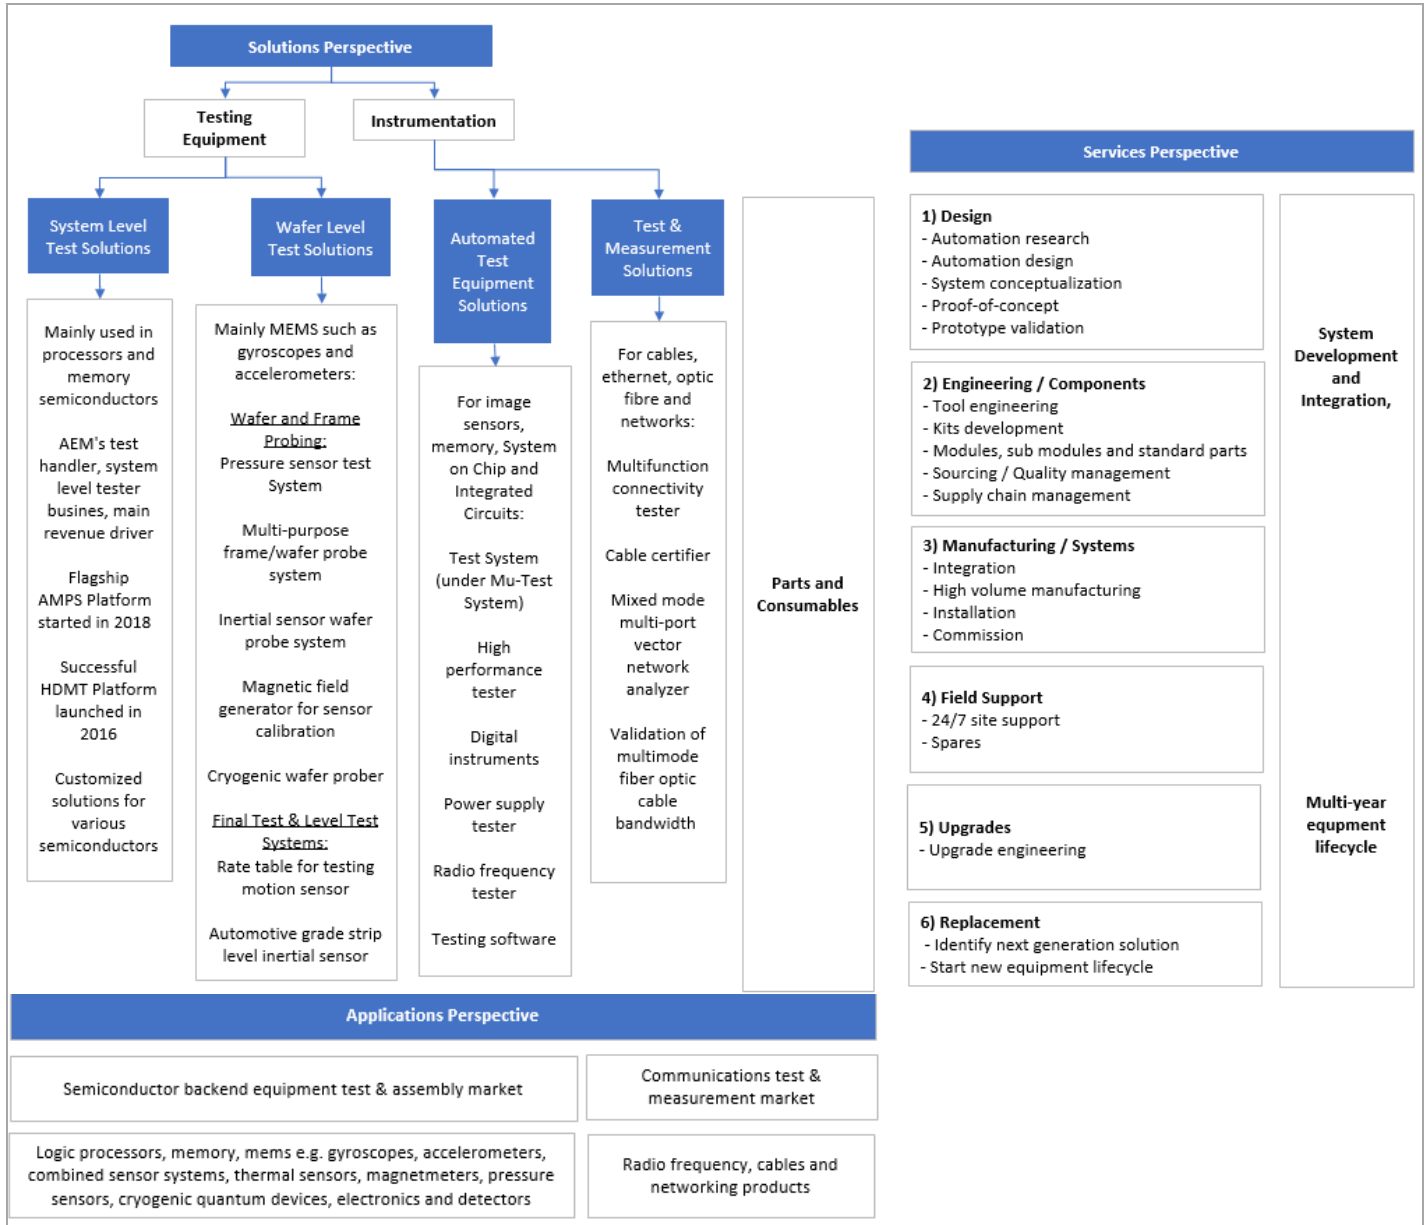 Solutions Perspective
Testing
Equipment
Instrumentation
System Level
Test Solutions
Mainly used in
processors and
memory
semiconductors
AEM's test
handler, system
level tester
busines, main
revenue driver
Flagship
AMPS Platform
started in 2018
Successful
HDMT Platform
launched in
2016
Customized
solutions for
various
semiconductors
Wafer Level
Test Solutions
Mainly MEMS such as
gyroscopes and
accelerometers:
Wafer and Frame
Probing:
Pressure sensor test
System
Multi-purpose
frame/wafer probe
system
Inertial sensor wafer
probe system
Magnetic field
generator for sensor
calibration
Cryogenic wafer prober
Final Test & Level Test
Systems:
Rate table for testing
motion sensor
Automotive grade strip
level inertial sensor
Automated
Test
Equipment
Solutions
For image
sensors,
memory, System
on Chip and
Integrated
Circuits:
Test System
(under Mu-Test
System)
High
performance
tester
Digital
instruments
Power supply
tester
Radio frequency
tester
Testing software
Test &
Measurement
Solutions
For cables,
ethernet, optic
fibre and
networks:
Multifunction
connectivity
tester
Cable certifier
Mixed mode
multi-port
vector
network
analyzer
Validation of
multimode
fiber optic
cable
bandwidth
Parts and
Consumables
Services Perspective
1) Design
- Automation research
- Automation design
- System conceptualization
- Proof-of-concept
- Prototype validation
2) Engineering / Components
- Tool engineering
- Kits development
- Modules, sub modules and standard parts
- Sourcing / Quality management
- Supply chain management
3) Manufacturing / Systems
- Integration
- High volume manufacturing
- Installation
- Commission
4) Field Support
- 24/7 site support
- Spares
5) Upgrades
- Upgrade engineering
6) Replacement
- Identify next generation solution
- Start new equipment lifecycle
System
Development
and
Integration,
Multi-year
equpment
lifecycle
Applications Perspective
Semiconductor backend equipment test & assembly market
Communications test &
measurement market
Logic processors, memory, mems e.g. gyroscopes, accelerometers,
combined sensor systems, thermal sensors, magnetmeters, pressure
sensors, cryogenic quantum devices, electronics and detectors
Radio frequency, cables and
networking products